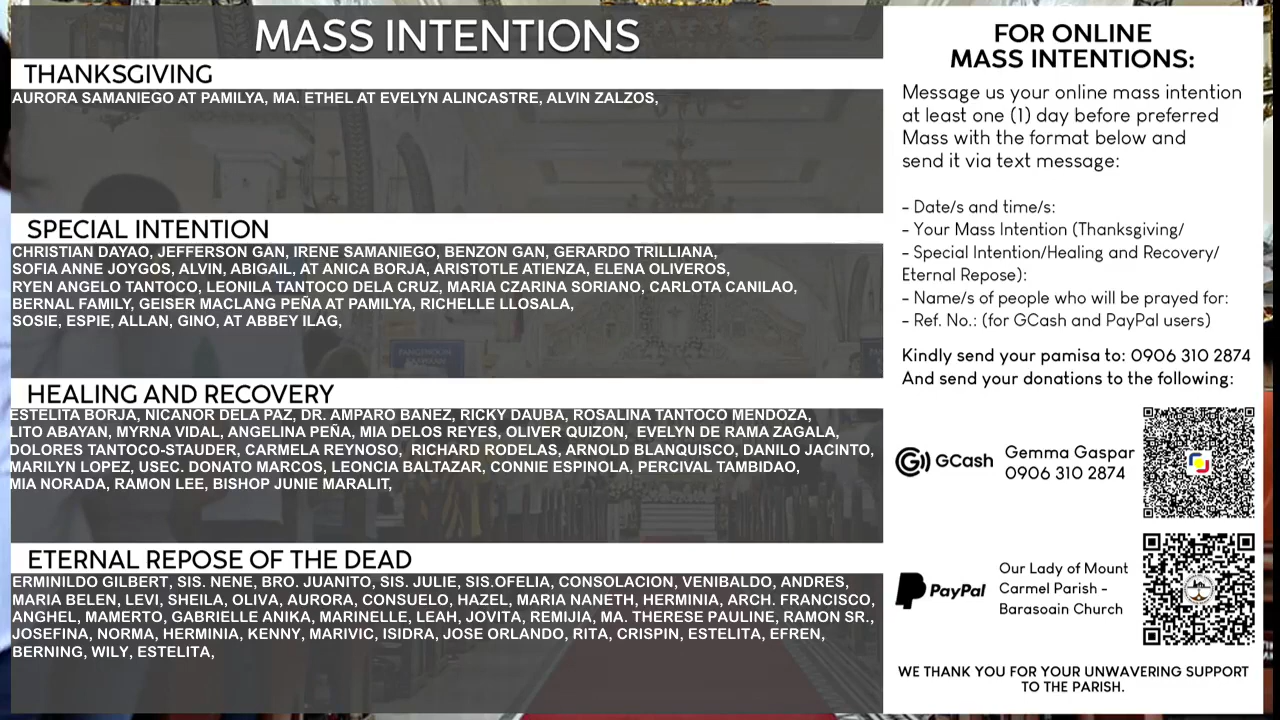 MASS INTENTIONS
THANKSGIVING
AURORA SAMANIEGO AT PAMILYA, MA. ETHEL AT EVELYN ALINCASTRE, ALVIN ZALZOS,
SPECIAL INTENTION
CHRISTIAN DAYAO, JEFFERSON GAN, IRENE SAMANIEGO, BENZON GAN, GERARDO TRILLIANA,
SOFIA ANNE JOYGOS, ALVIN, ABIGAIL, AT ANICA BORJA, ARISTOTLE ATIENZA, ELENA OLIVEROS,
RYEN ANGELO TANTOCO, LEONILA TANTOCO DELA CRUZ, MARIA CZARINA SORIANO, CARLOTA CANILAO,
BERNAL FAMILY, GEISER MACLANG PEÑA AT PAMILYA, RICHELLE LLOSALA,
SOSIE, ESPIE, ALLAN, GINO, AT ABBEY ILAG,
HEALING AND RECOVERY
ESTELITA BORJA, NICANOR DELA PAZ, DR. AMPARO BANEZ, RICKY DAUBA, ROSALINA TANTOCO MENDOZA,
LITO ABAYAN, MYRNA VIDAL, ANGELINA PEÑA, MIA DELOS REYES, OLIVER QUIZON, EVELYN DE RAMA ZAGALA,
DOLORES TANTOCO-STAUDER, CARMELA REYNOSO, RICHARD RODELAS, ARNOLD BLANQUISCO, DANILO JACINTO,
MARILYN LOPEZ, USEC. DONATO MARCOS, LEONCIA BALTAZAR, CONNIE ESPINOLA, PERCIVAL TAMBIDAO,
MIA NORADA, RAMON LEE, BISHOP JUNIE MARALIT,
ETERNAL REPOSE OF THE DEAD
ERMINILDO GILBERT, SIS. NENE, BRO. JUANITO, SIS. JULIE, SIS.OFELIA, CONSOLACION, VENIBALDO, ANDRES,
MARIA BELEN, LEVI, SHEILA, OLIVA, AURORA, CONSUELO, HAZEL, MARIA NANETH, HERMINIA, ARCH. FRANCISCO,
ANGHEL, MAMERTO, GABRIELLE ANIKA, MARINELLE, LEAH, JOVITA, REMIJIA, MA. THERESE PAULINE, RAMON SR.,
JOSEFINA, NORMA, HERMINIA, KENNY, MARIVIC, ISIDRA, JOSE ORLANDO, RITA, CRISPIN, ESTELITA, EFREN,
BERNING, WILY, ESTELITA,
FOR ONLINE
MASS INTENTIONS:
Message us your online mass intention
at least one (1) day before preferred
Mass with the format below and
send it via text message:
- Date/s and time/s:
- Your Mass Intention (Thanksgiving/
- Special Intention/Healing and Recovery/
Eternal Repose):
- Name/s of people who will be prayed for:
- Ref. No.: (for GCash and PayPal users)
Kindly send your pamisa to: 0906 310 2874
And send your donations to the following:
GCash
Gemma Gaspar
0906 310 2874
PayPal
Our Lady of Mount
Carmel Parish -
Barasoain Church
WE THANK YOU FOR YOUR UNWAVERING SUPPORT
TO THE PARISH.